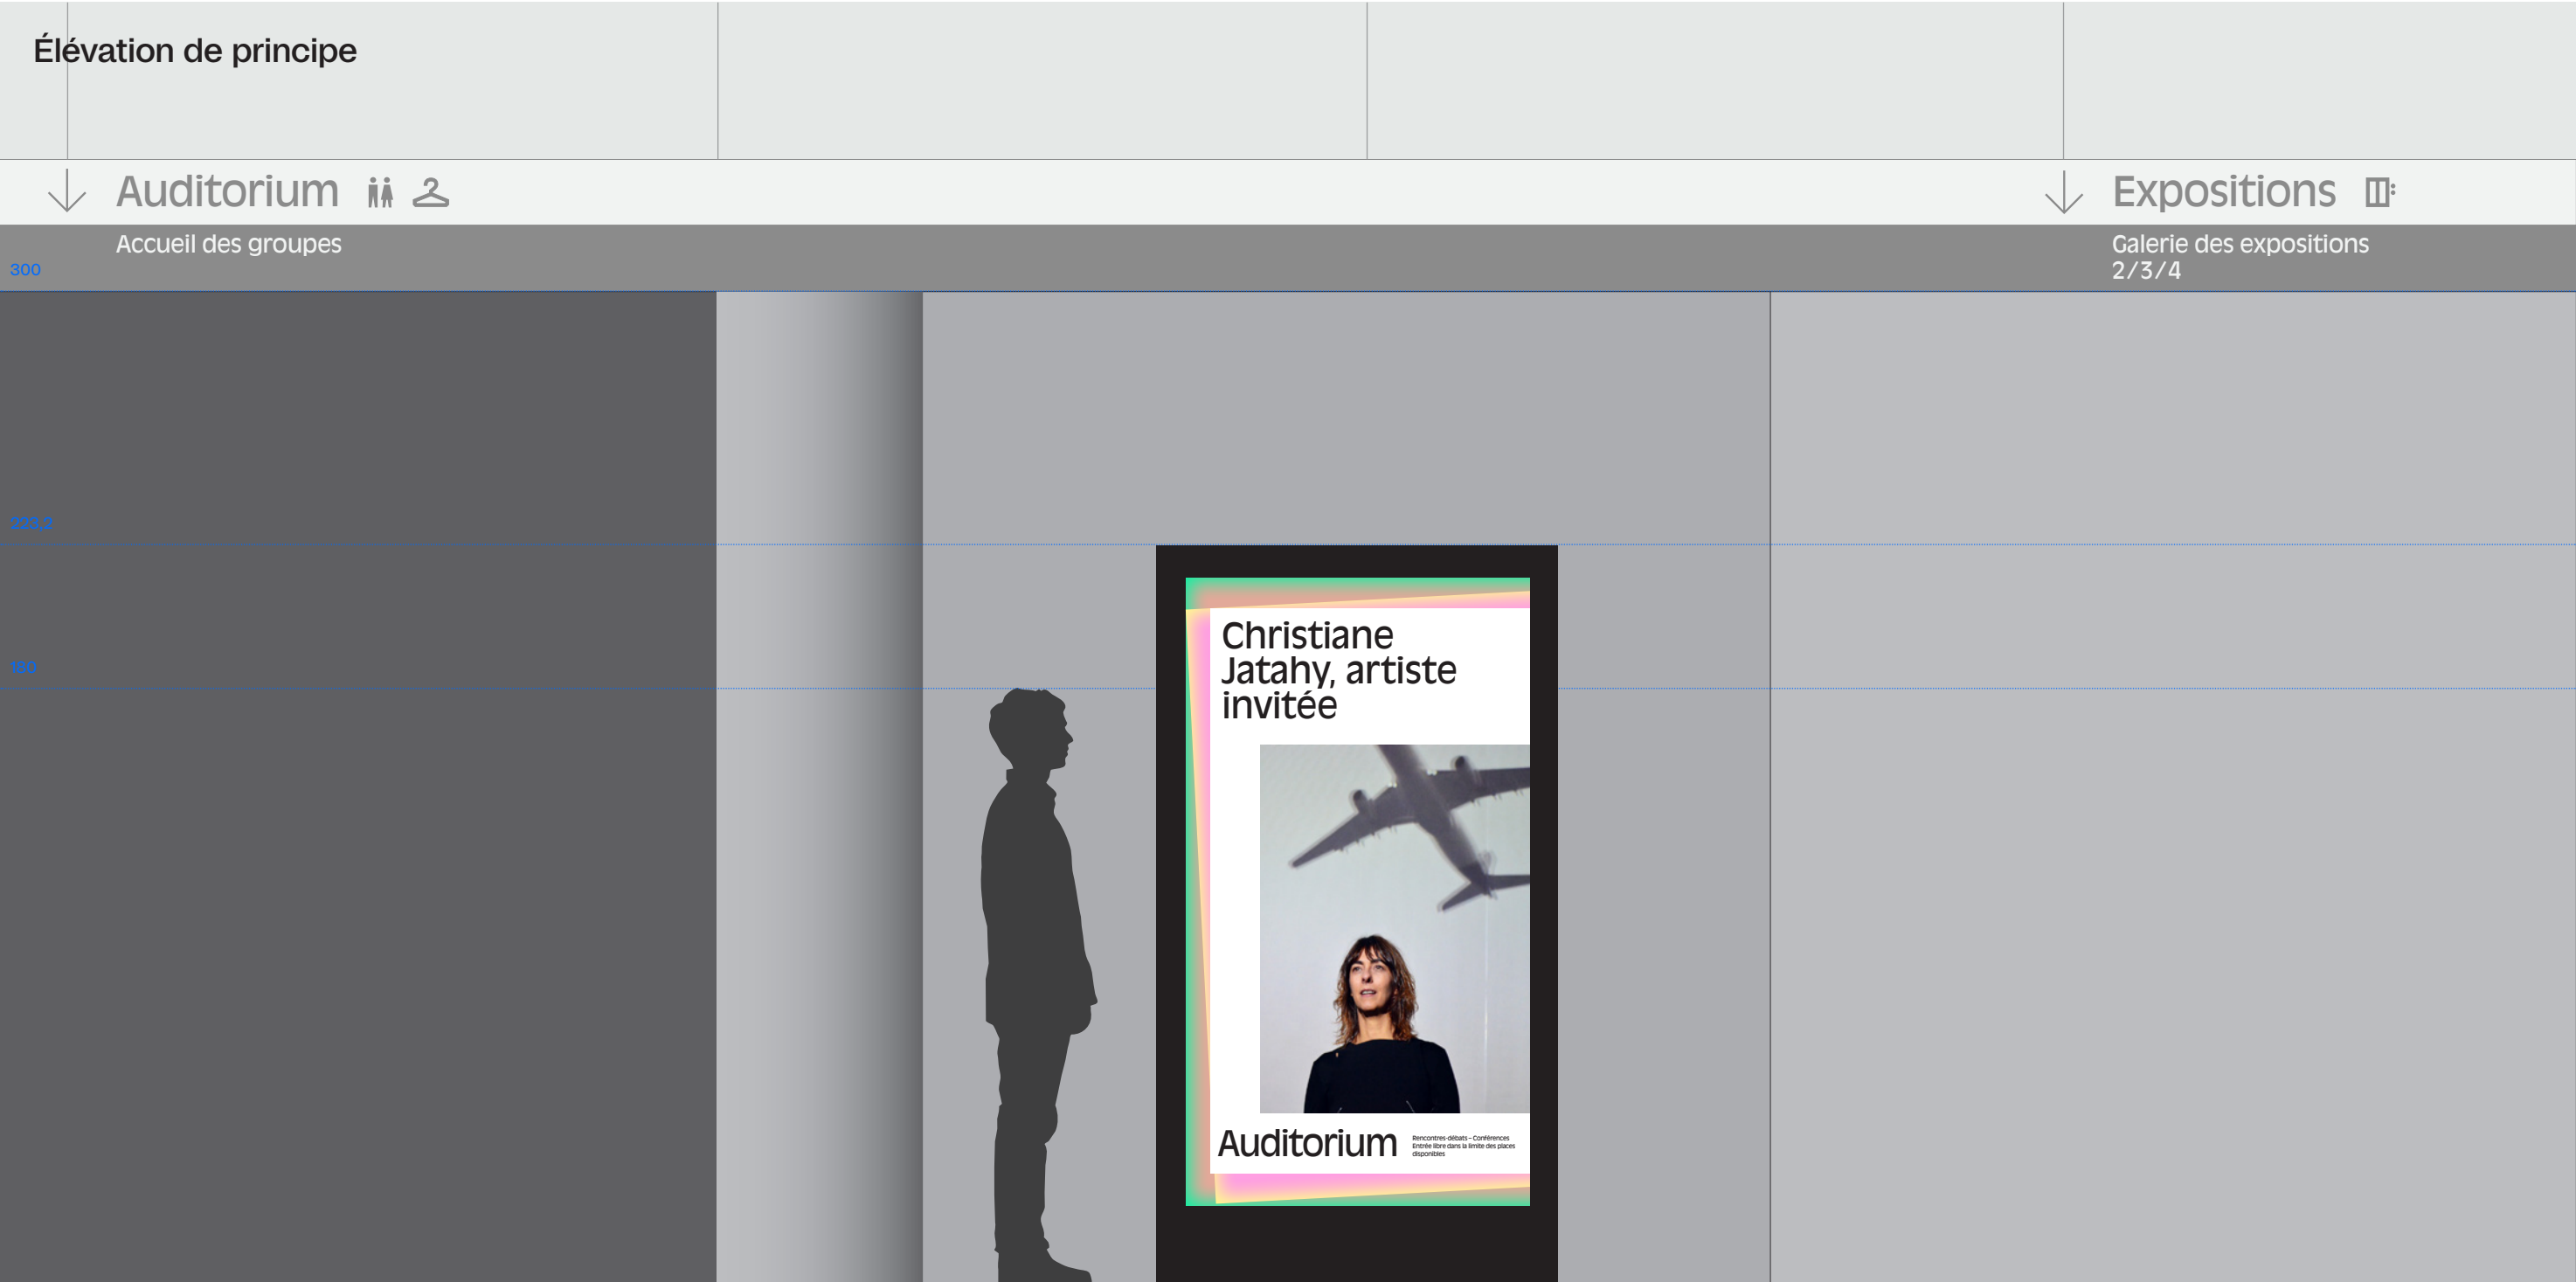 Élévation de principe
Auditorium
Accueil des groupes
Expositions
Galerie des expositions
2/3/4
300
223.2
180
Christiane
Jatahy, artiste
invitée
Auditorium
Rencontres-débats – Conférences
Entrée libre dans la limite des places
disponibles